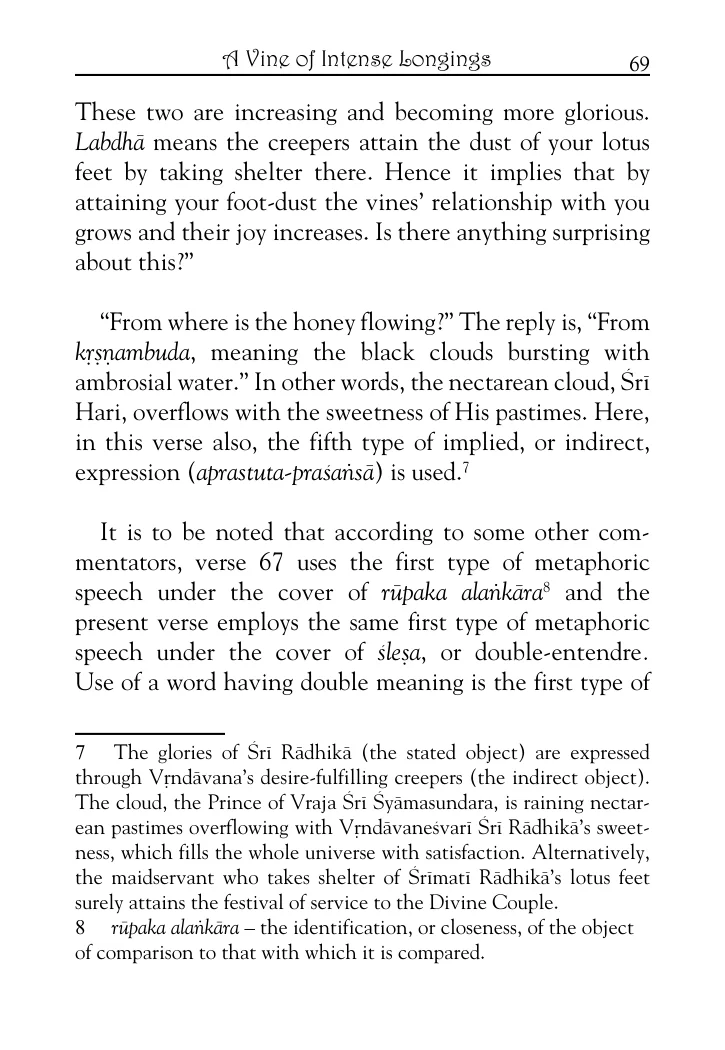 A Vine of Intense Longings 69
These two are increasing and becoming more glorious.
Labdhā means the creepers attain the dust of your lotus
feet by taking shelter there. Hence it implies that by
attaining your foot-dust the vines’ relationship with you
grows and their joy increases. Is there anything surprising
about this?”
“From where is the honey flowing?” The reply is, “From
kṛṣṇambuda, meaning the black clouds bursting with
ambrosial water.” In other words, the nectarean cloud, Śrī
Hari, overflows with the sweetness of His pastimes. Here,
in this verse also, the fifth type of implied, or indirect,
expression (aprastuta-praśaṅsā) is used.7
It is to be noted that according to some other com-
mentators, verse 67 uses the first type of metaphoric
speech under the cover of rūpaka alaṅkāra8 and the
present verse employs the same first type of metaphoric
speech under the cover of śleṣa, or double-entendre.
Use of a word having double meaning is the first type of
7 The glories of Śrī Rādhikā (the stated object) are expressed
through Vṛndāvana’s desire-fulfilling creepers (the indirect object).
The cloud, the Prince of Vraja Śrī Śyāmasundara, is raining nectar-
ean pastimes overflowing with Vṛndāvaneśvarī Śrī Rādhikā’s sweet-
ness, which fills the whole universe with satisfaction. Alternatively,
the maidservant who takes shelter of Śrīmatī Rādhikā’s lotus feet
surely attains the festival of service to the Divine Couple.
8 rūpaka alaṅkāra – the identification, or closeness, of the object
of comparison to that with which it is compared.